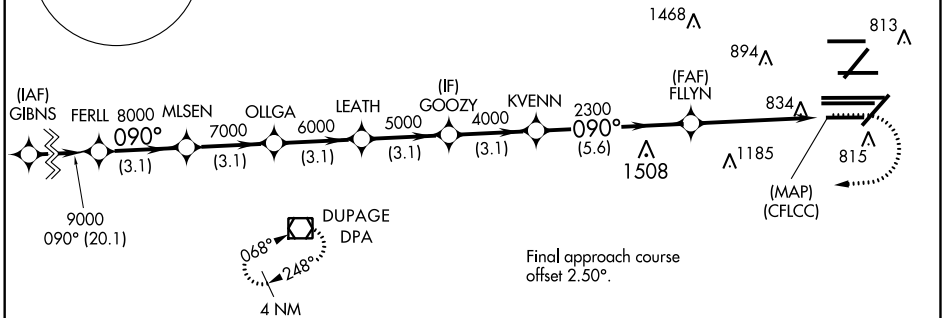 1468
813
894
(IAF)
GIBNS
FERLL
8000
090°
(3.1)
MLSEN
7000
(3.1)
OLLGA
6000
(3.1)
LEATH
5000
(3.1)
(IF)
GOOZY
4000
(3.1)
KVENN
2300
090°
(5.6)
(FAF)
FLLYN
834
815
1508
1185
(MAP)
(CFLCC)
9000
090° (20.1)
DUPAGE
DPA
068°
248°
4 NM
Final approach course
offset 2.50°.